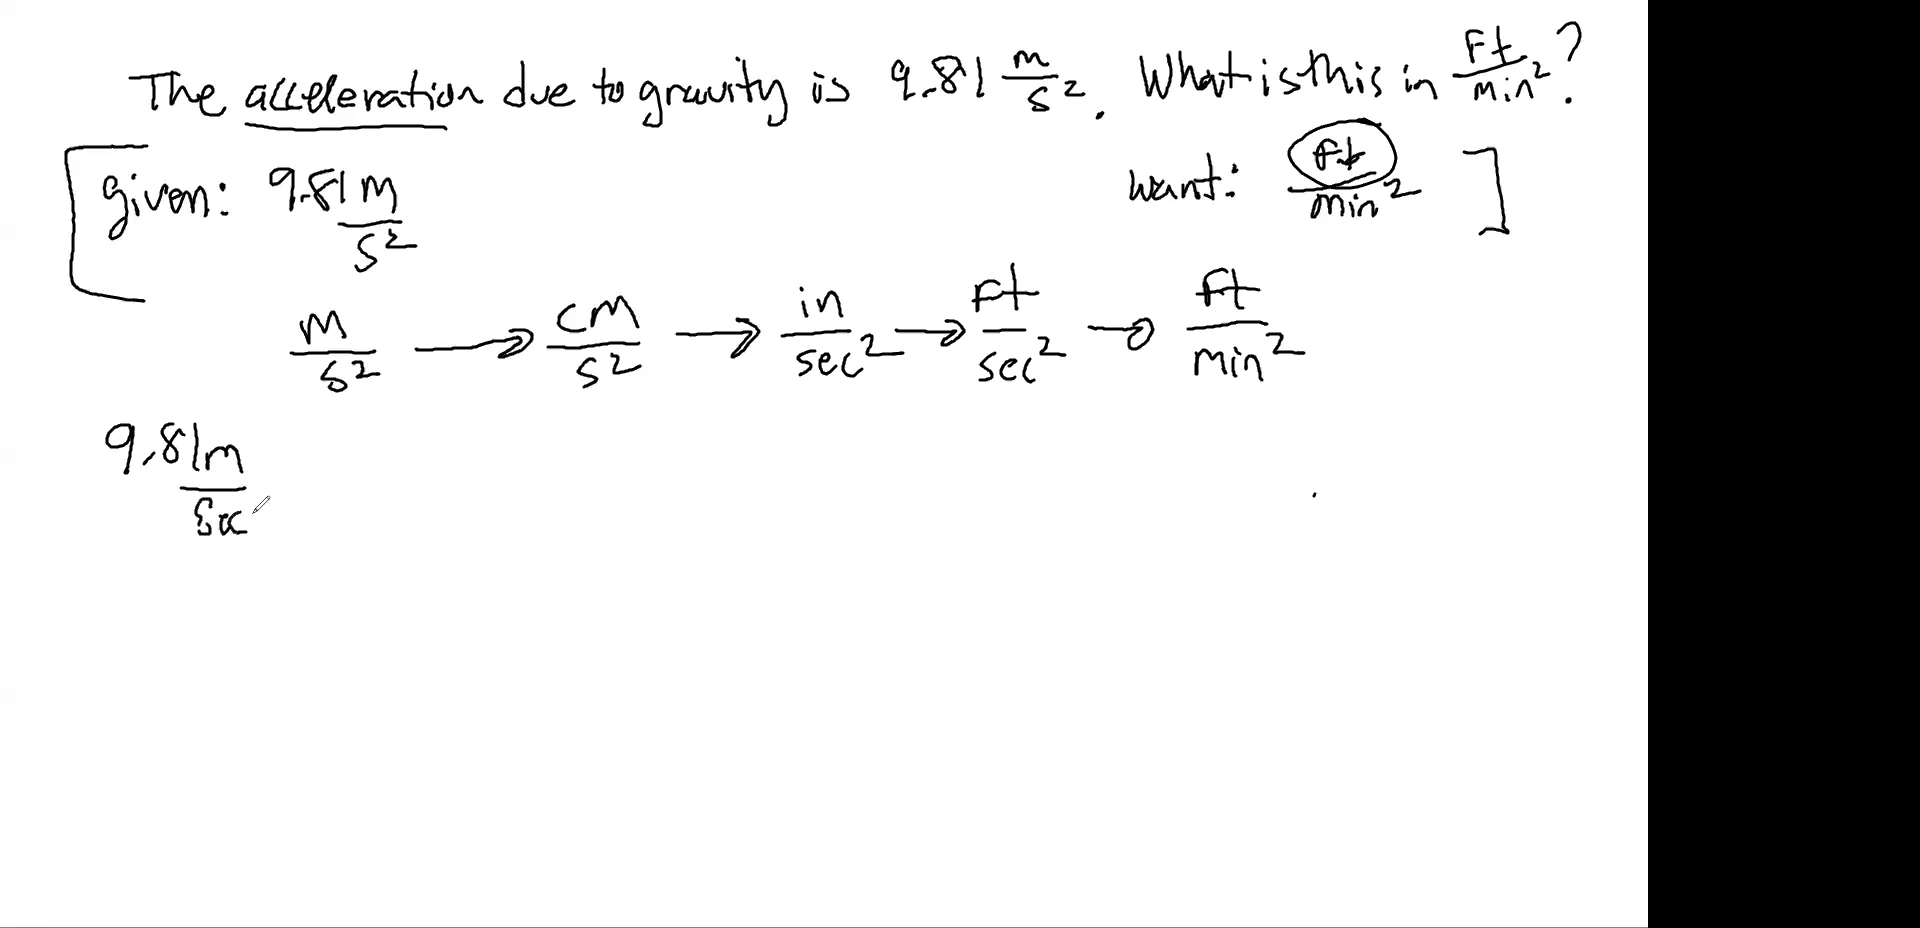 The acceleration due to gravity is 9.81 m/s². What is this in Ft/min²?
given: 9.81 m/s² want: Ft/min²
m/s² → cm/s² → in/sec² → Ft/sec² → Ft/min²
9.81 m/sec